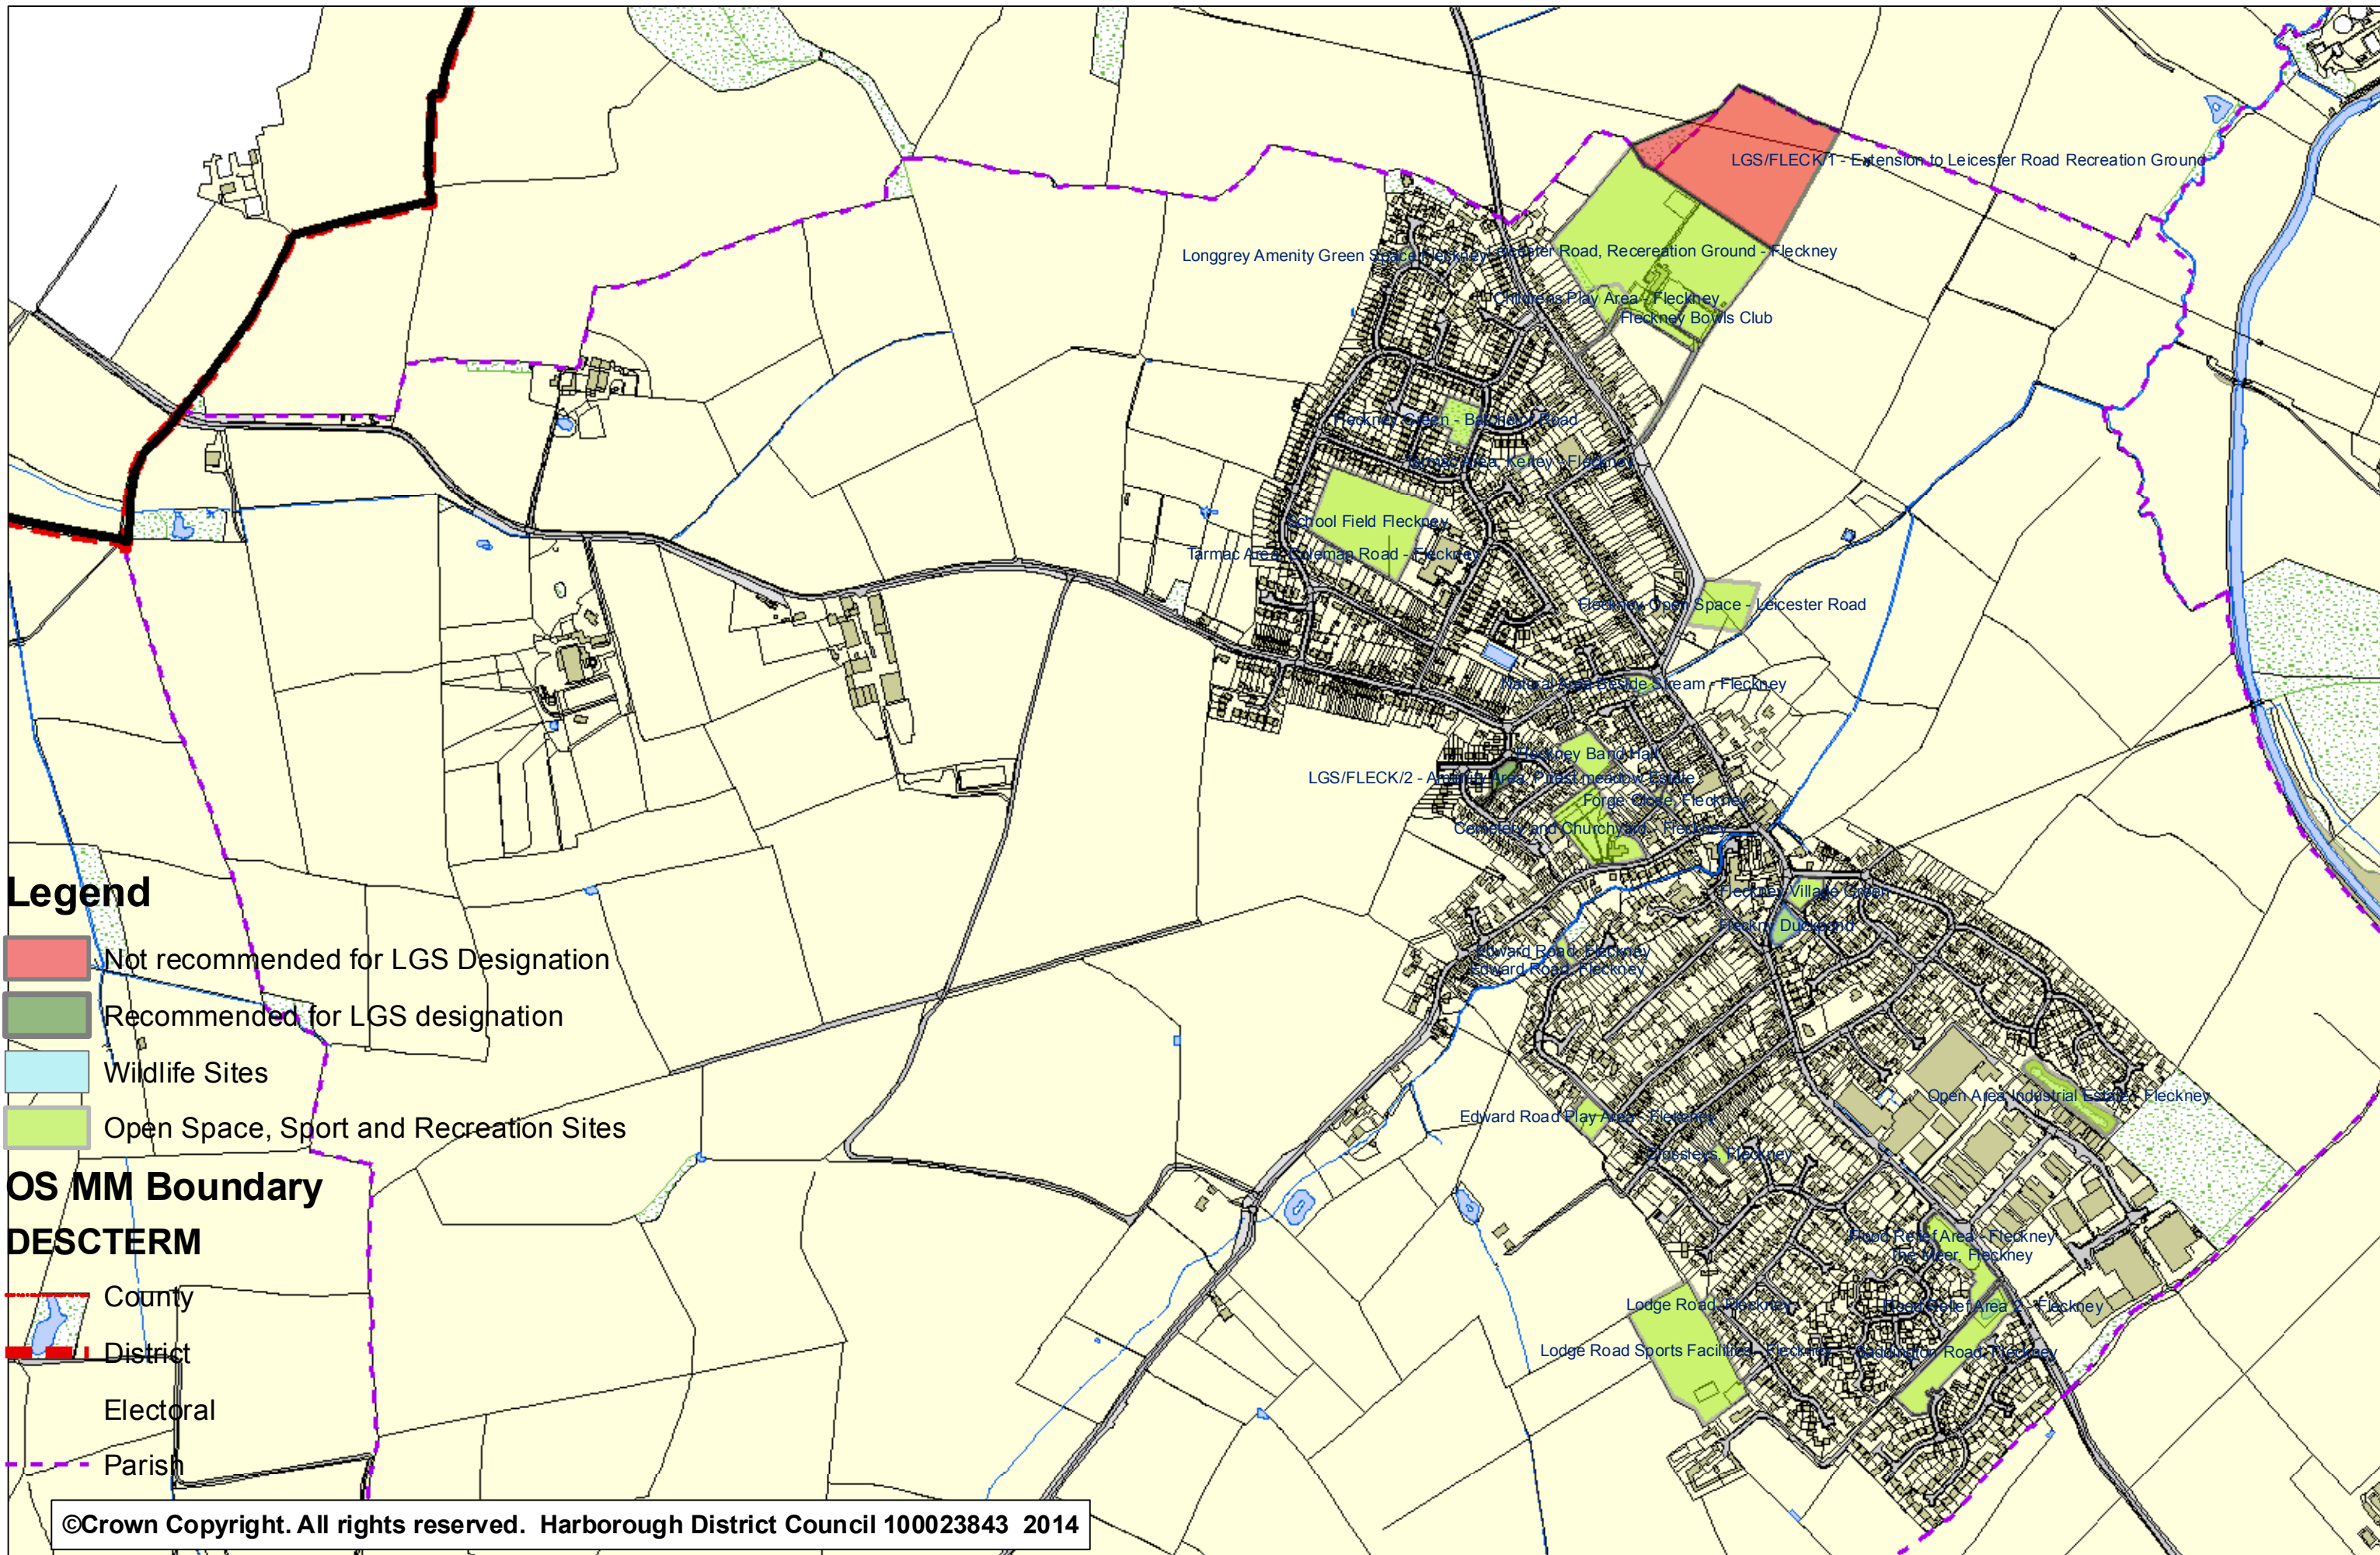 LGS/FLECK/1 - Extension to Leicester Road Recreation Ground
Longgrey Amenity Green Space Fleckney
Leicester Road, Recereation Ground - Fleckney
Childrens Play Area - Fleckney
Fleckney Bowls Club
Fleckney Green - Batchelor Road
Tarmac Area, Kelley - Fleckney
School Field Fleckney
Tarmac Area, Coleman Road - Fleckney
Fleckney Open Space - Leicester Road
Natural Area Beside Stream - Fleckney
Fleckney Band Hall
LGS/FLECK/2 - Amenity Area, Priest meadow Estate
Forge Close, Fleckney
Cemetery and Churchyard - Fleckney
Fleckney Village Green
Fleckny Duckpond
Edward Road, Fleckney
Edward Road, Fleckney
Open Area Industrial Estate - Fleckney
Edward Road Play Area - Fleckney
Crossleys, Fleckney
Flood Relief Area - Fleckney
The Meer, Fleckney
Lodge Road, Fleckney
Flood Relief Area 2 - Fleckney
Lodge Road Sports Facilities - Fleckney
Saddington Road, Fleckney
Legend
Not recommended for LGS Designation
Recommended for LGS designation
Wildlife Sites
Open Space, Sport and Recreation Sites
OS MM Boundary
DESCTERM
County
District
Electoral
Parish
©Crown Copyright. All rights reserved. Harborough District Council 100023843 2014